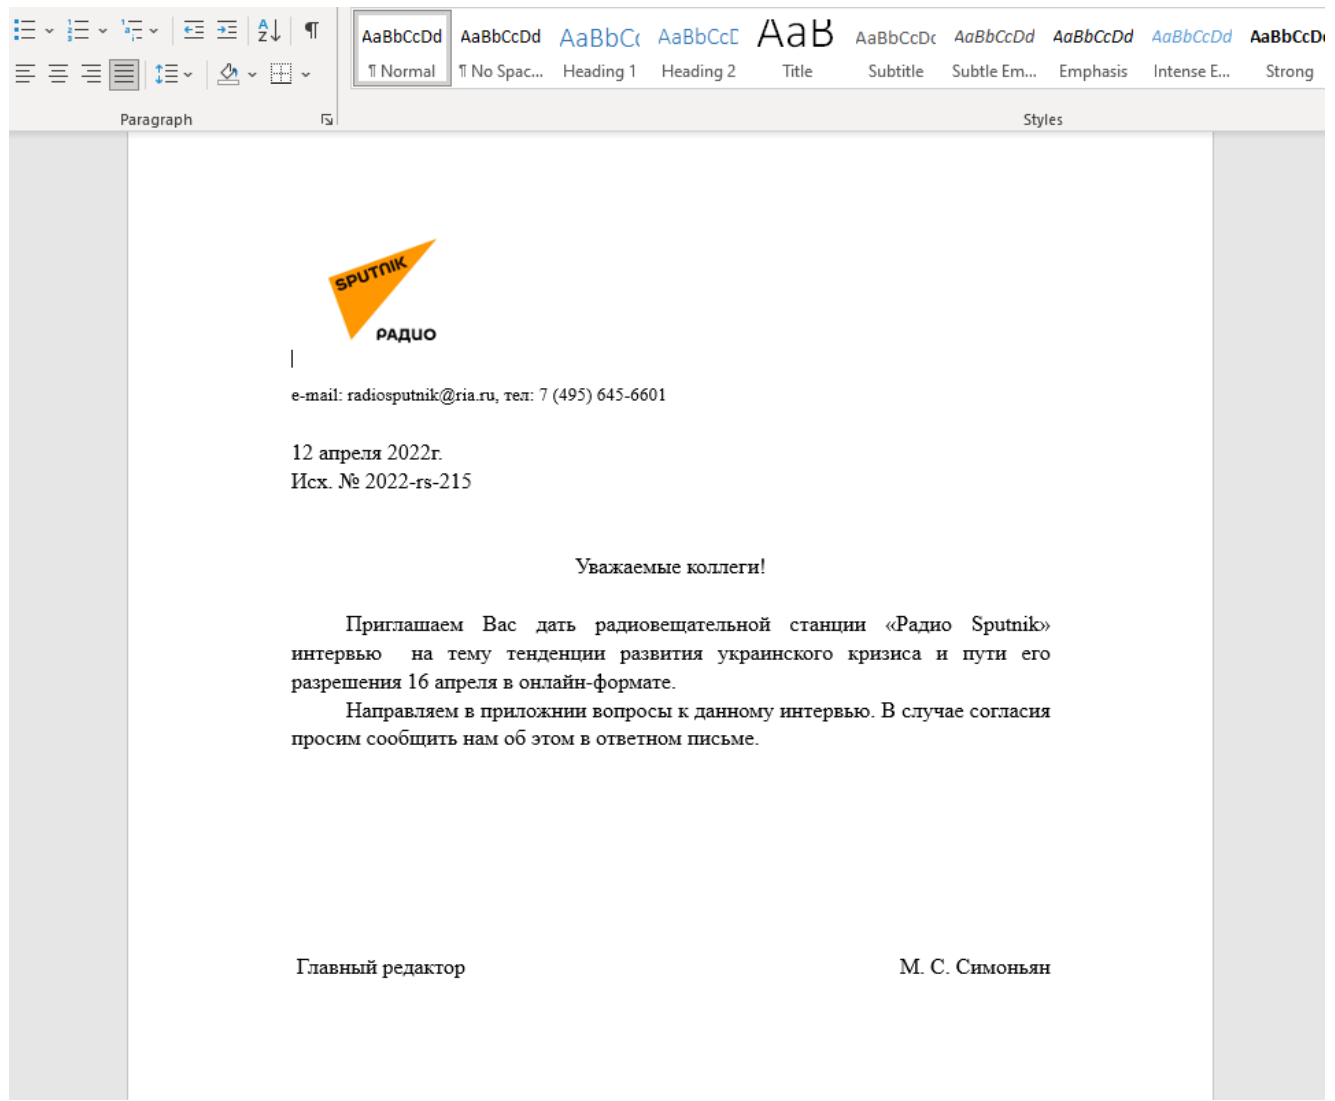 AaBbCcDd AaBbCcDd AaBbCc AaBbCcD AaB AaBbCcDc AaBbCcDd AaBbCcDd AaBbCcDd AaBbCcDc
¶ Normal ¶ No Spac... Heading 1 Heading 2 Title Subtitle Subtle Em... Emphasis Intense E... Strong
Paragraph Styles
SPUTNIK
РАДИО
e-mail: radiosputnik@ria.ru, тел: 7 (495) 645-6601
12 апреля 2022г.
Исх. № 2022-rs-215
Уважаемые коллеги!
Приглашаем Вас дать радиовещательной станции «Радио Sputnik»
интервью на тему тенденции развития украинского кризиса и пути его
разрешения 16 апреля в онлайн-формате.
Направляем в приложнии вопросы к данному интервью. В случае согласия
просим сообщить нам об этом в ответном письме.
Главный редактор М. С. Симоньян